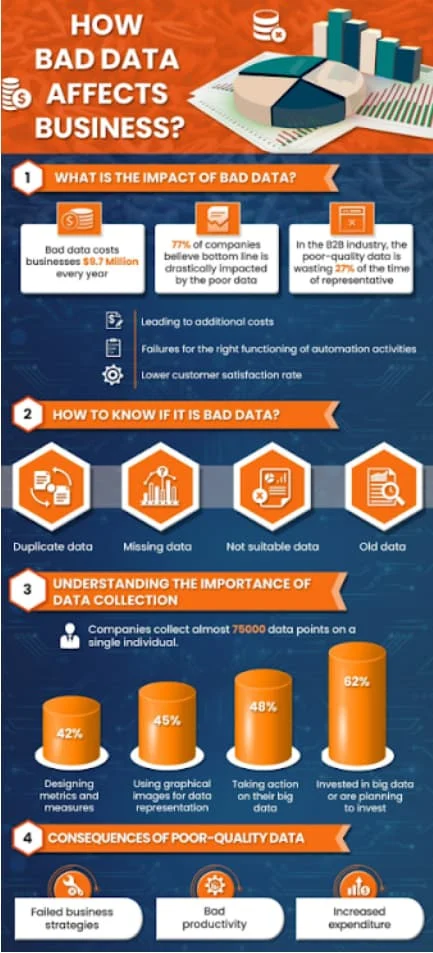 HOW
BAD DATA
AFFECTS
BUSINESS?
1
WHAT IS THE IMPACT OF BAD DATA?
Bad data costs
businesses $9.7 Million
every year
77% of companies
believe bottom line is
drastically impacted
by the poor data
In the B2B industry, the
poor-quality data is
wasting 27% of the time
of representative
Leading to additional costs
Failures for the right functioning of automation activities
Lower customer satisfaction rate
2
HOW TO KNOW IF IT IS BAD DATA?
Duplicate data
Missing data
Not suitable data
Old data
3
UNDERSTANDING THE IMPORTANCE OF
DATA COLLECTION
Companies collect almost 75000 data points on a
single individual.
42%
45%
48%
62%
Designing
metrics and
measures
Using graphical
images for data
representation
Taking action
on their big
data
Invested in big data
or are planning
to invest
4
CONSEQUENCES OF POOR-QUALITY DATA
Failed business
strategies
Bad
productivity
Increased
expenditure